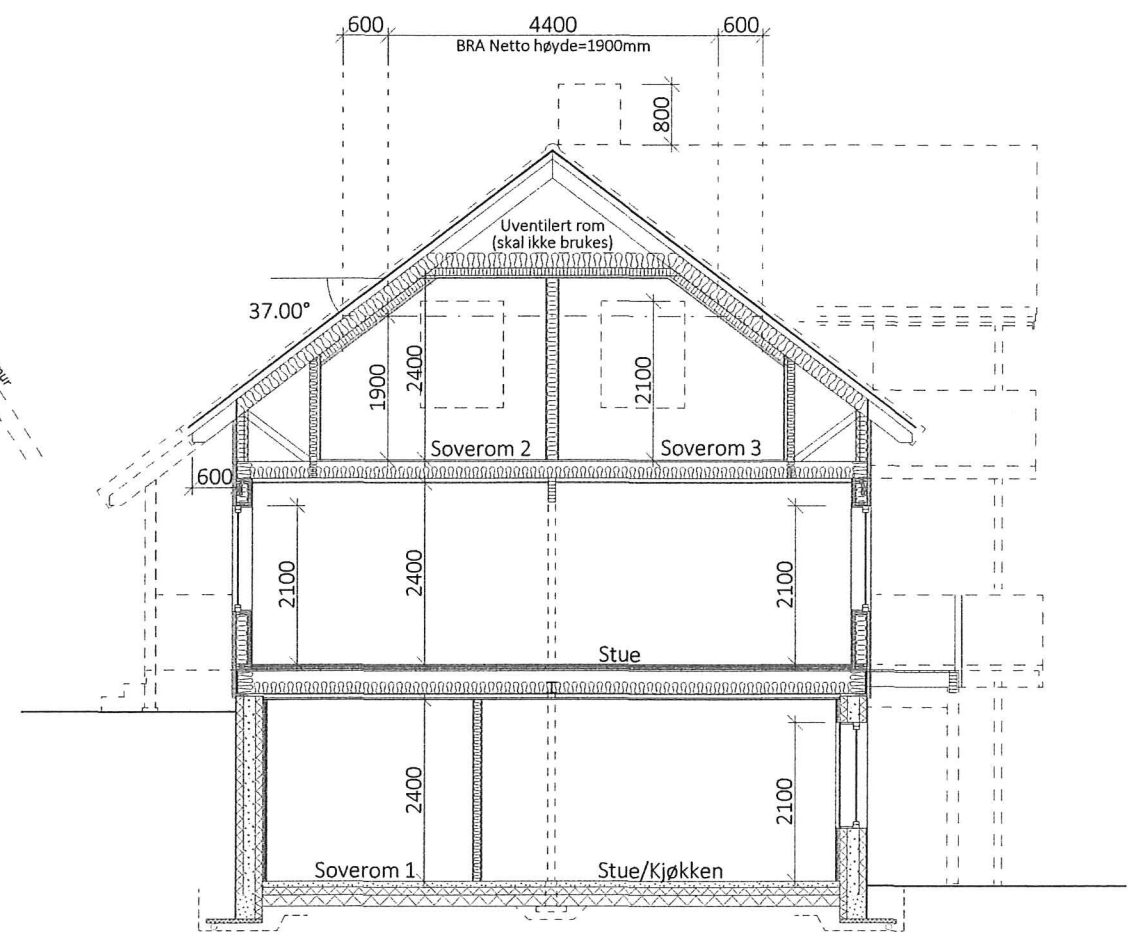 600
4400
600
BRA Netto høyde=1900mm
800
Uventilert rom
(skal ikke brukes)
37.00°
1900
2400
2100
Soverom 2
Soverom 3
600
2100
2400
2100
Stue
2400
2100
Soverom 1
Stue/Kjøkken